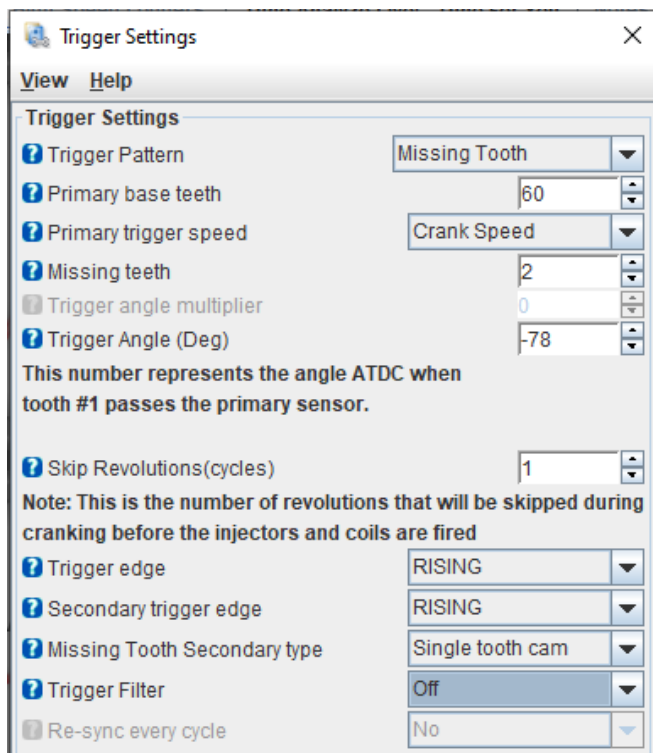 Trigger Settings
View Help
Trigger Settings
? Trigger Pattern Missing Tooth
? Primary base teeth 60
? Primary trigger speed Crank Speed
? Missing teeth 2
? Trigger angle multiplier 0
? Trigger Angle (Deg) -78
This number represents the angle ATDC when
tooth #1 passes the primary sensor.
? Skip Revolutions(cycles) 1
Note: This is the number of revolutions that will be skipped during
cranking before the injectors and coils are fired
? Trigger edge RISING
? Secondary trigger edge RISING
? Missing Tooth Secondary type Single tooth cam
? Trigger Filter Off
? Re-sync every cycle No